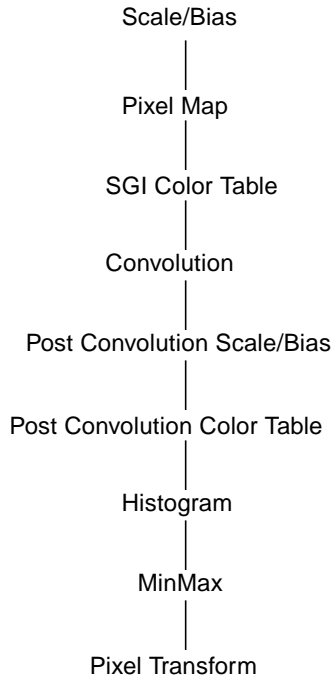 Scale/Bias
Pixel Map
SGI Color Table
Convolution
Post Convolution Scale/Bias
Post Convolution Color Table
Histogram
MinMax
Pixel Transform